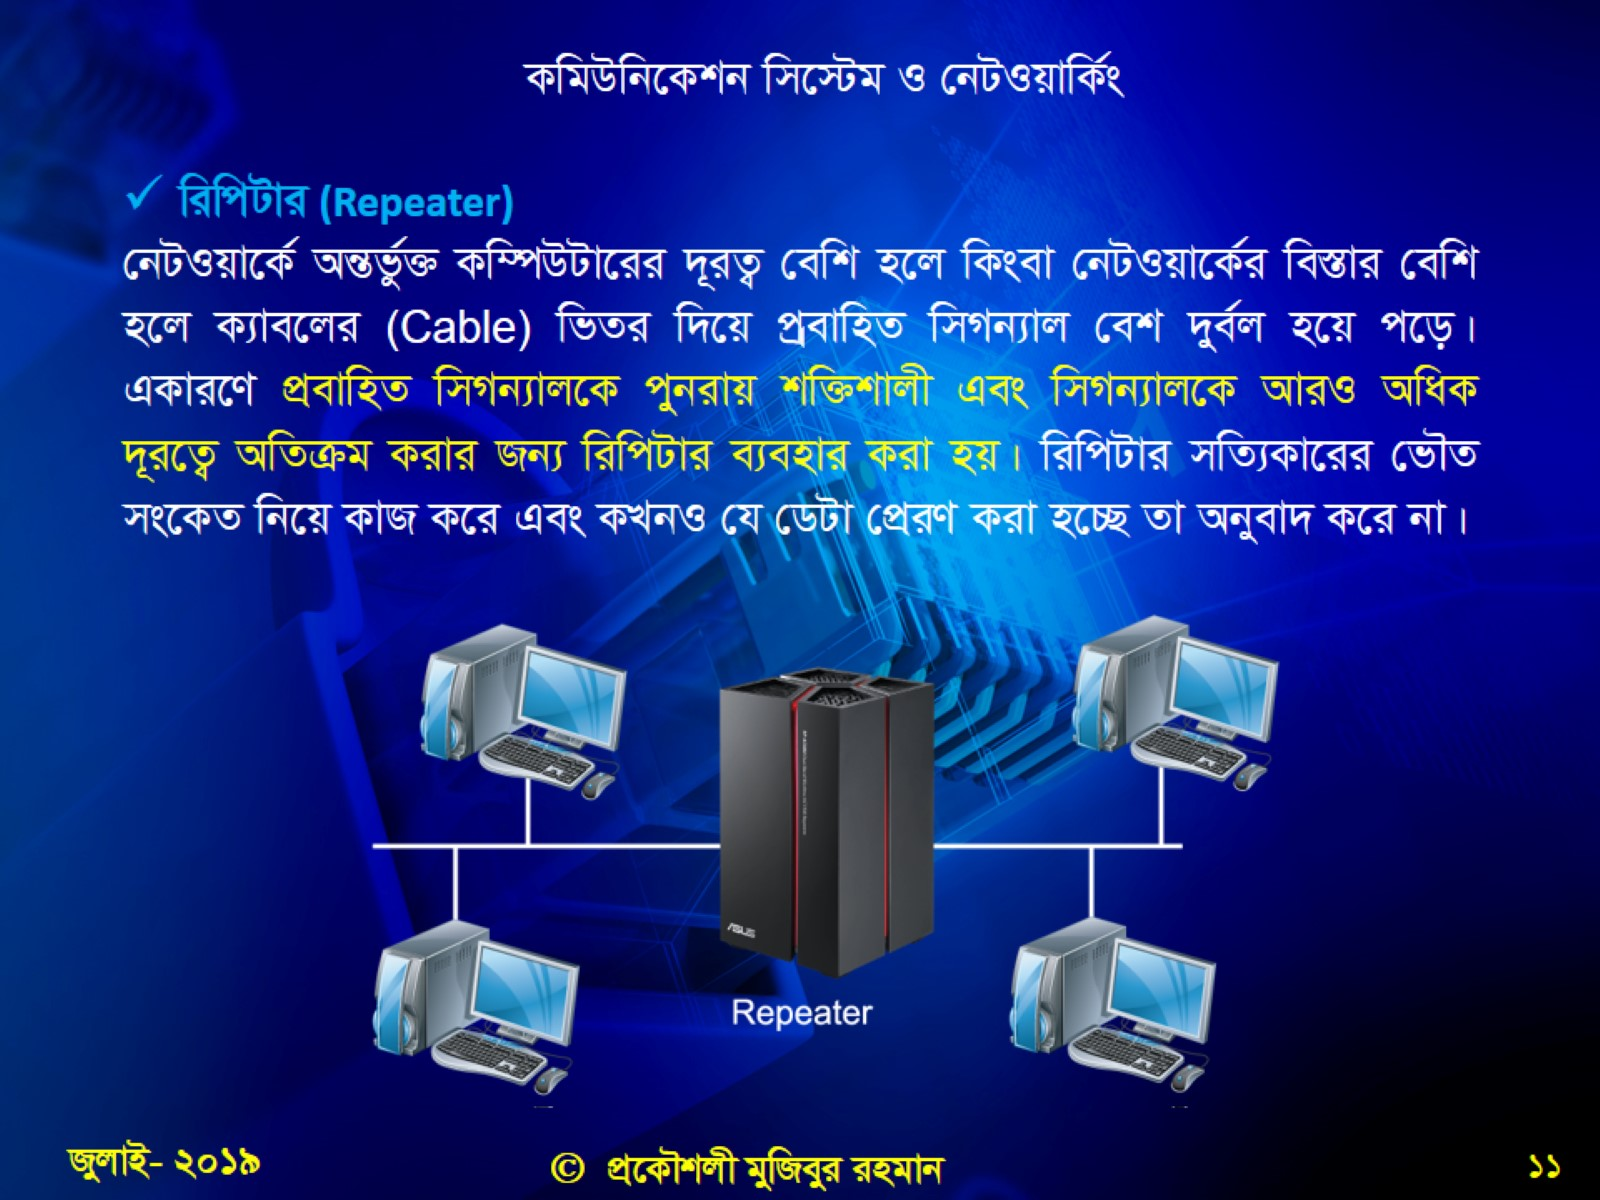 কমিউনিকেশন সিস্টেম ও নেটওয়ার্কিং
✓ রিপিটার (Repeater)
নেটওয়ার্কে অন্তর্ভুক্ত কম্পিউটারের দূরত্ব বেশি হলে কিংবা নেটওয়ার্কের বিস্তার বেশি
হলে ক্যাবলের (Cable) ভিতর দিয়ে প্রবাহিত সিগন্যাল বেশ দুর্বল হয়ে পড়ে।
একারণে প্রবাহিত সিগন্যালকে পুনরায় শক্তিশালী এবং সিগন্যালকে আরও অধিক
দূরত্বে অতিক্রম করার জন্য রিপিটার ব্যবহার করা হয়। রিপিটার সত্যিকারের ভৌত
সংকেত নিয়ে কাজ করে এবং কখনও যে ডেটা প্রেরণ করা হচ্ছে তা অনুবাদ করে না।
ASUS
Repeater
জুলাই- ২০১৯
© প্রকৌশলী মুজিবুর রহমান
১১